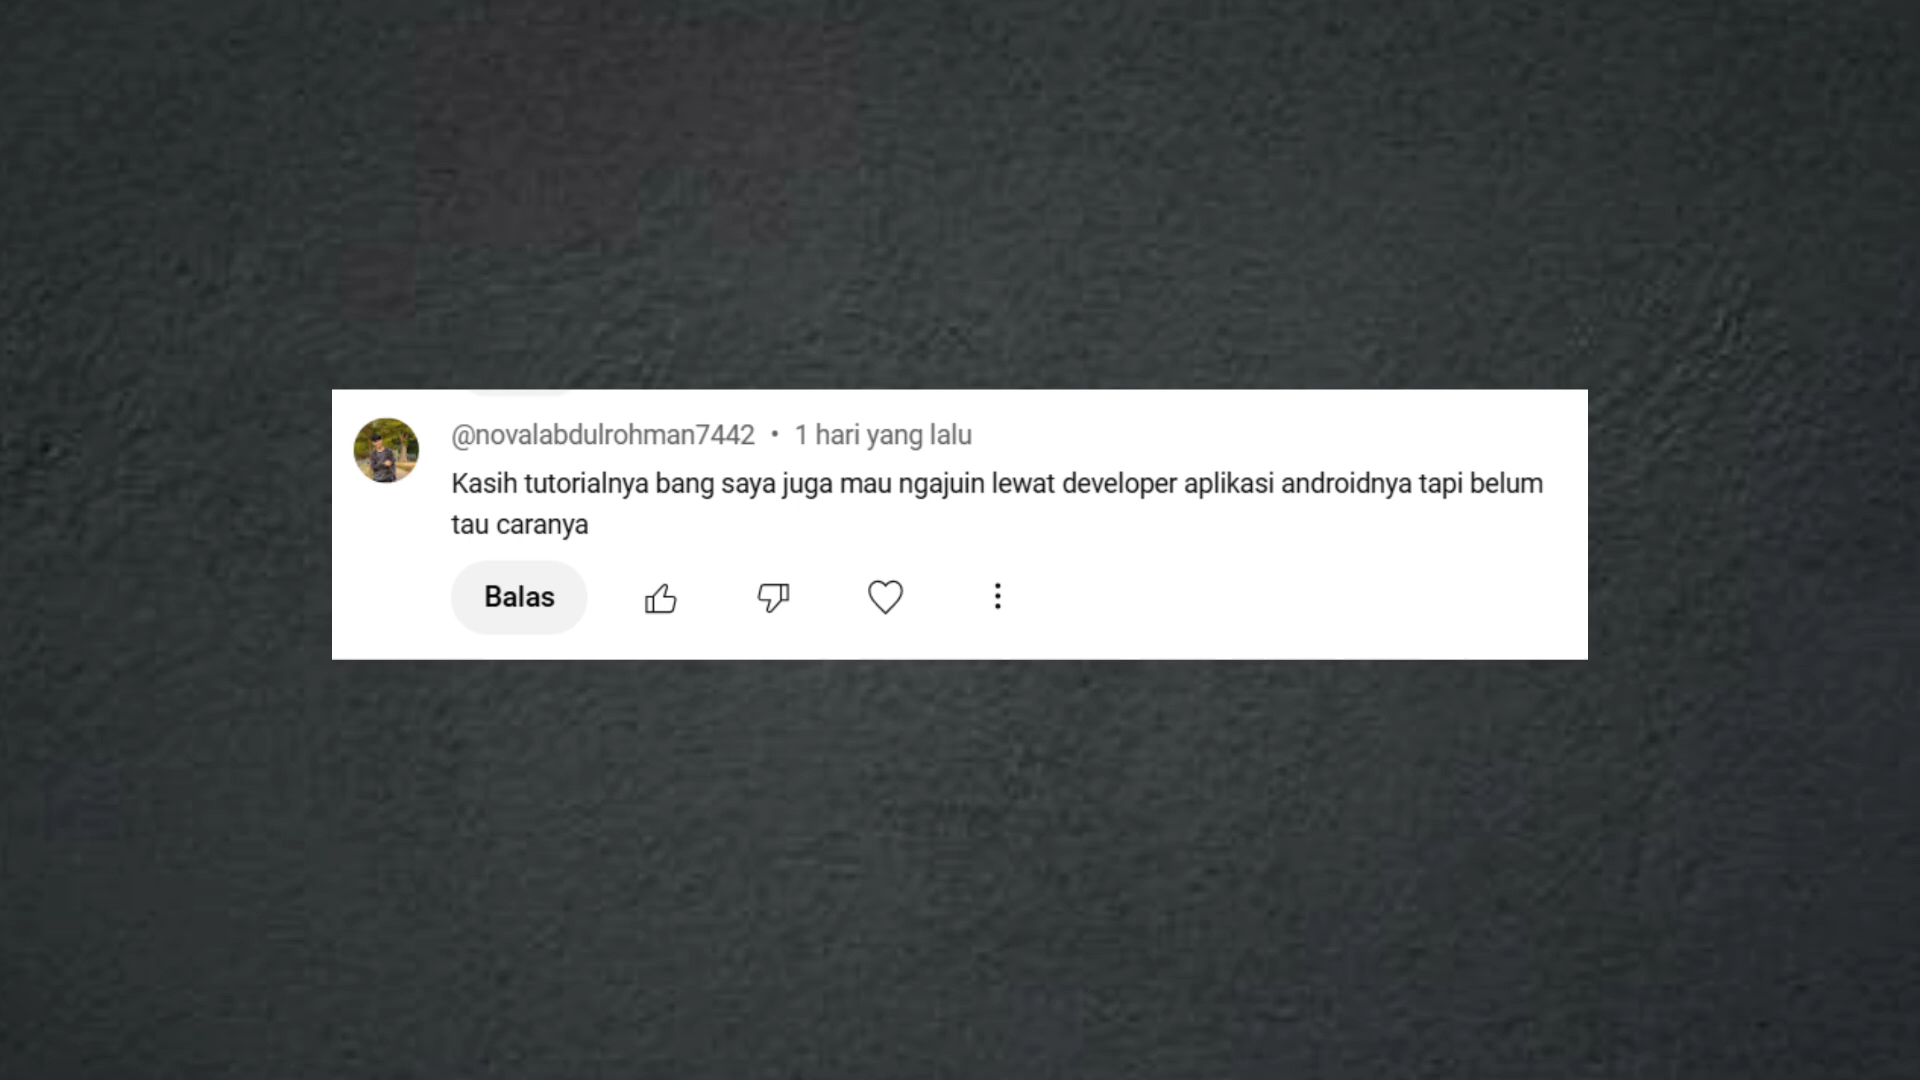 @novalabdulrohman7442 • 1 hari yang lalu
Kasih tutorialnya bang saya juga mau ngajuin lewat developer aplikasi androidnya tapi belum
tau caranya
Balas